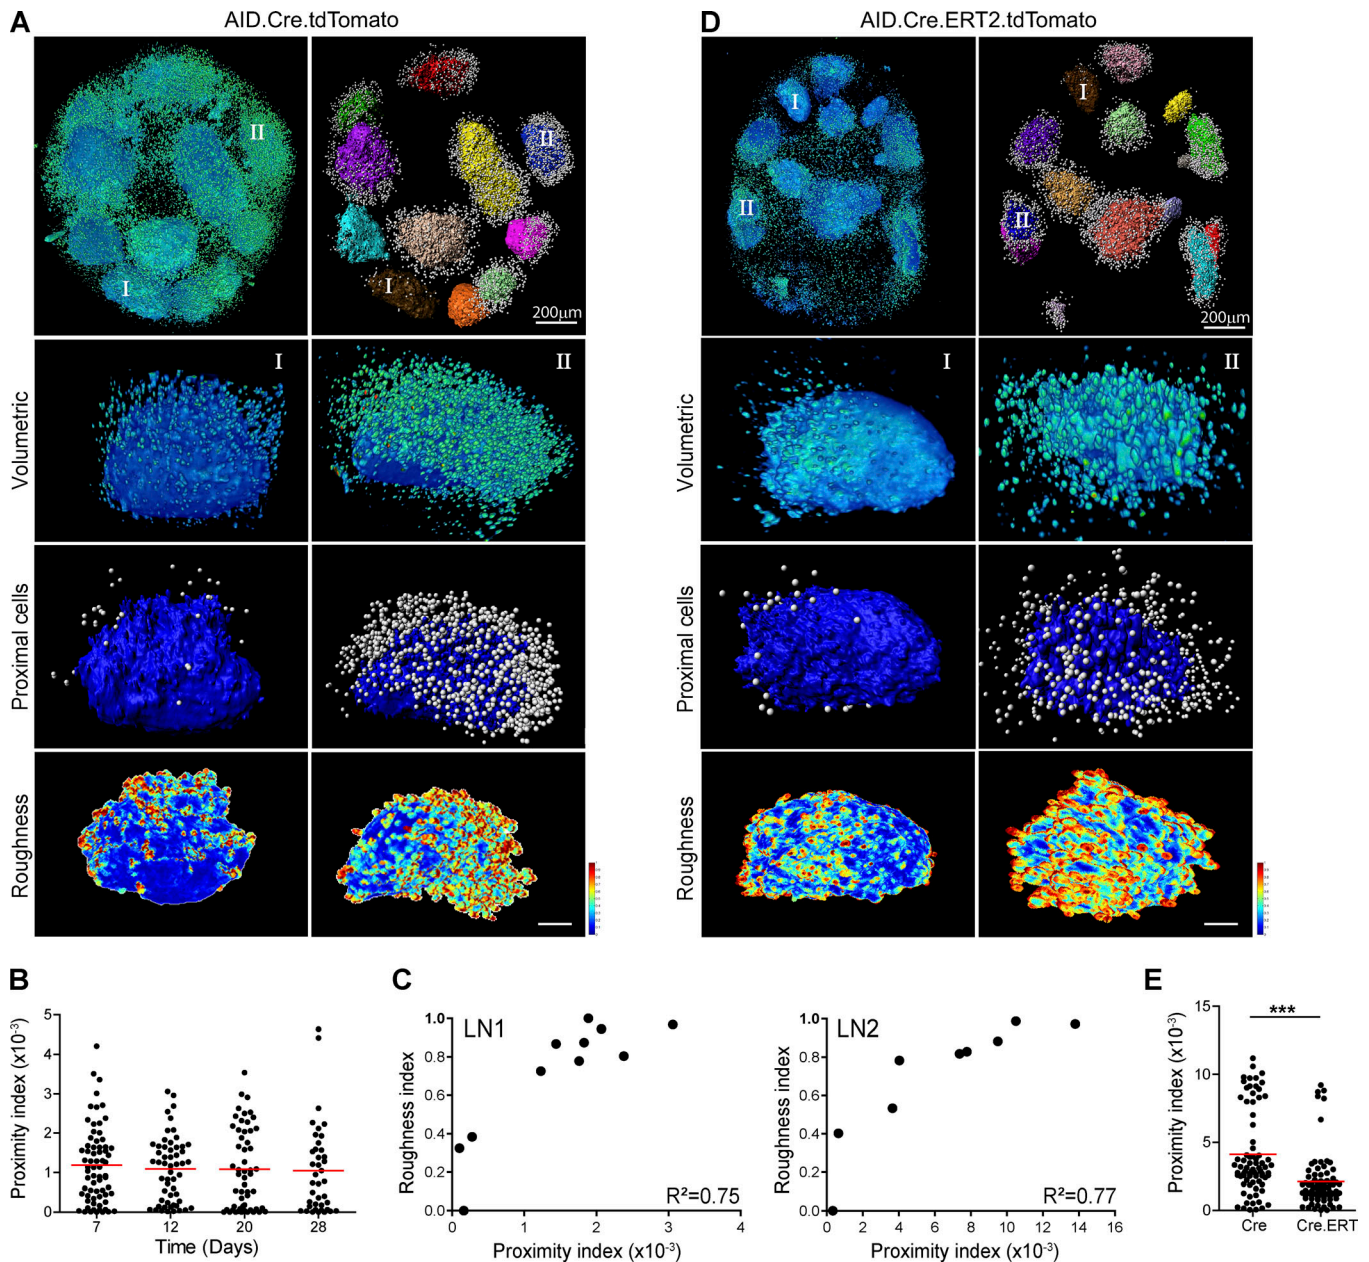 A
AID.Cre.tdTomato
II
I
II
I
200μm
Volumetric
I
II
Proximal cells
Roughness
D
AID.Cre.ERT2.tdTomato
I
II
I
II
200μm
Volumetric
I
II
Proximal cells
Roughness
B
Proximity index (x10⁻³)
5
4
3
2
1
0
7
12
20
28
Time (Days)
C
LN1
Roughness index
1.0
0.8
0.6
0.4
0.2
0.0
R²=0.75
0
1
2
3
4
Proximity index (x10⁻³)
LN2
Roughness index
1.0
0.8
0.6
0.4
0.2
0.0
R²=0.77
0
2
4
6
8
10
12
14
16
Proximity index (x10⁻³)
E
Proximity index (x10⁻³)
15
10
5
0
***
Cre
Cre.ERT